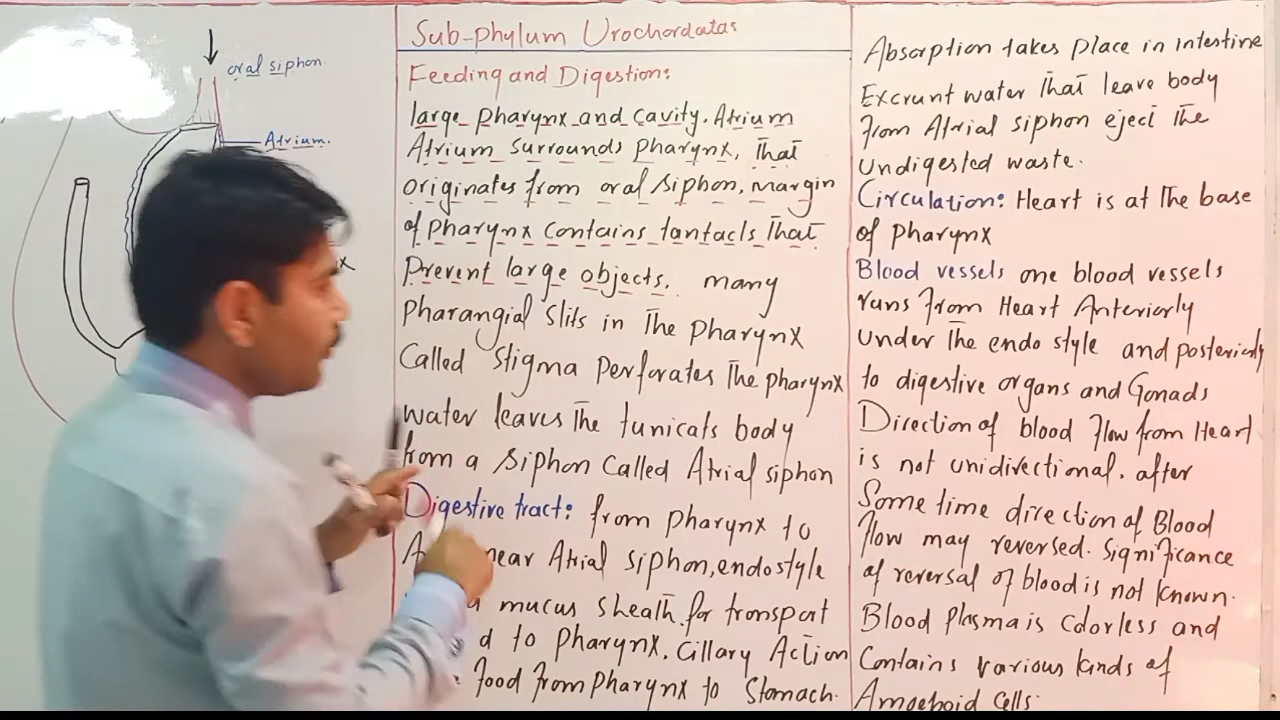 oral siphon.
Atrium.
x
Sub-phylum Urochordatas
Feeding and Digestion:
large pharynx and cavity. Atrium
Atrium surrounds pharynx, that
originates from oral siphon, margin
of pharynx contains tantacls that
Prevent large objects. many
Pharangial slits in The pharynx
Called Stigma perforates The pharynx
water leaves The tunicats body
from a siphon called Atrial siphon
Digestive tract: from pharynx to
near Atrial siphon, endostyle
mucus sheath for transport
d to pharynx. Cillary Action
food from pharynx to stomach.
Absorption takes place in intestine
Excrunt water That leave body
from Atrial siphon eject The
undigested waste.
Circulation: Heart is at The base
of pharynx
Blood vessels one blood vessels
runs from Heart Anteriorly
under The endo style and posteriorly
to digestive organs and Gonads
Direction of blood flow from Heart
is not unidirectional. after
Some time direction of Blood
flow may reversed. Significance
of reversal of blood is not known.
Blood Plasma is Colorless and
Contains various kinds of
Amoeboid cells.